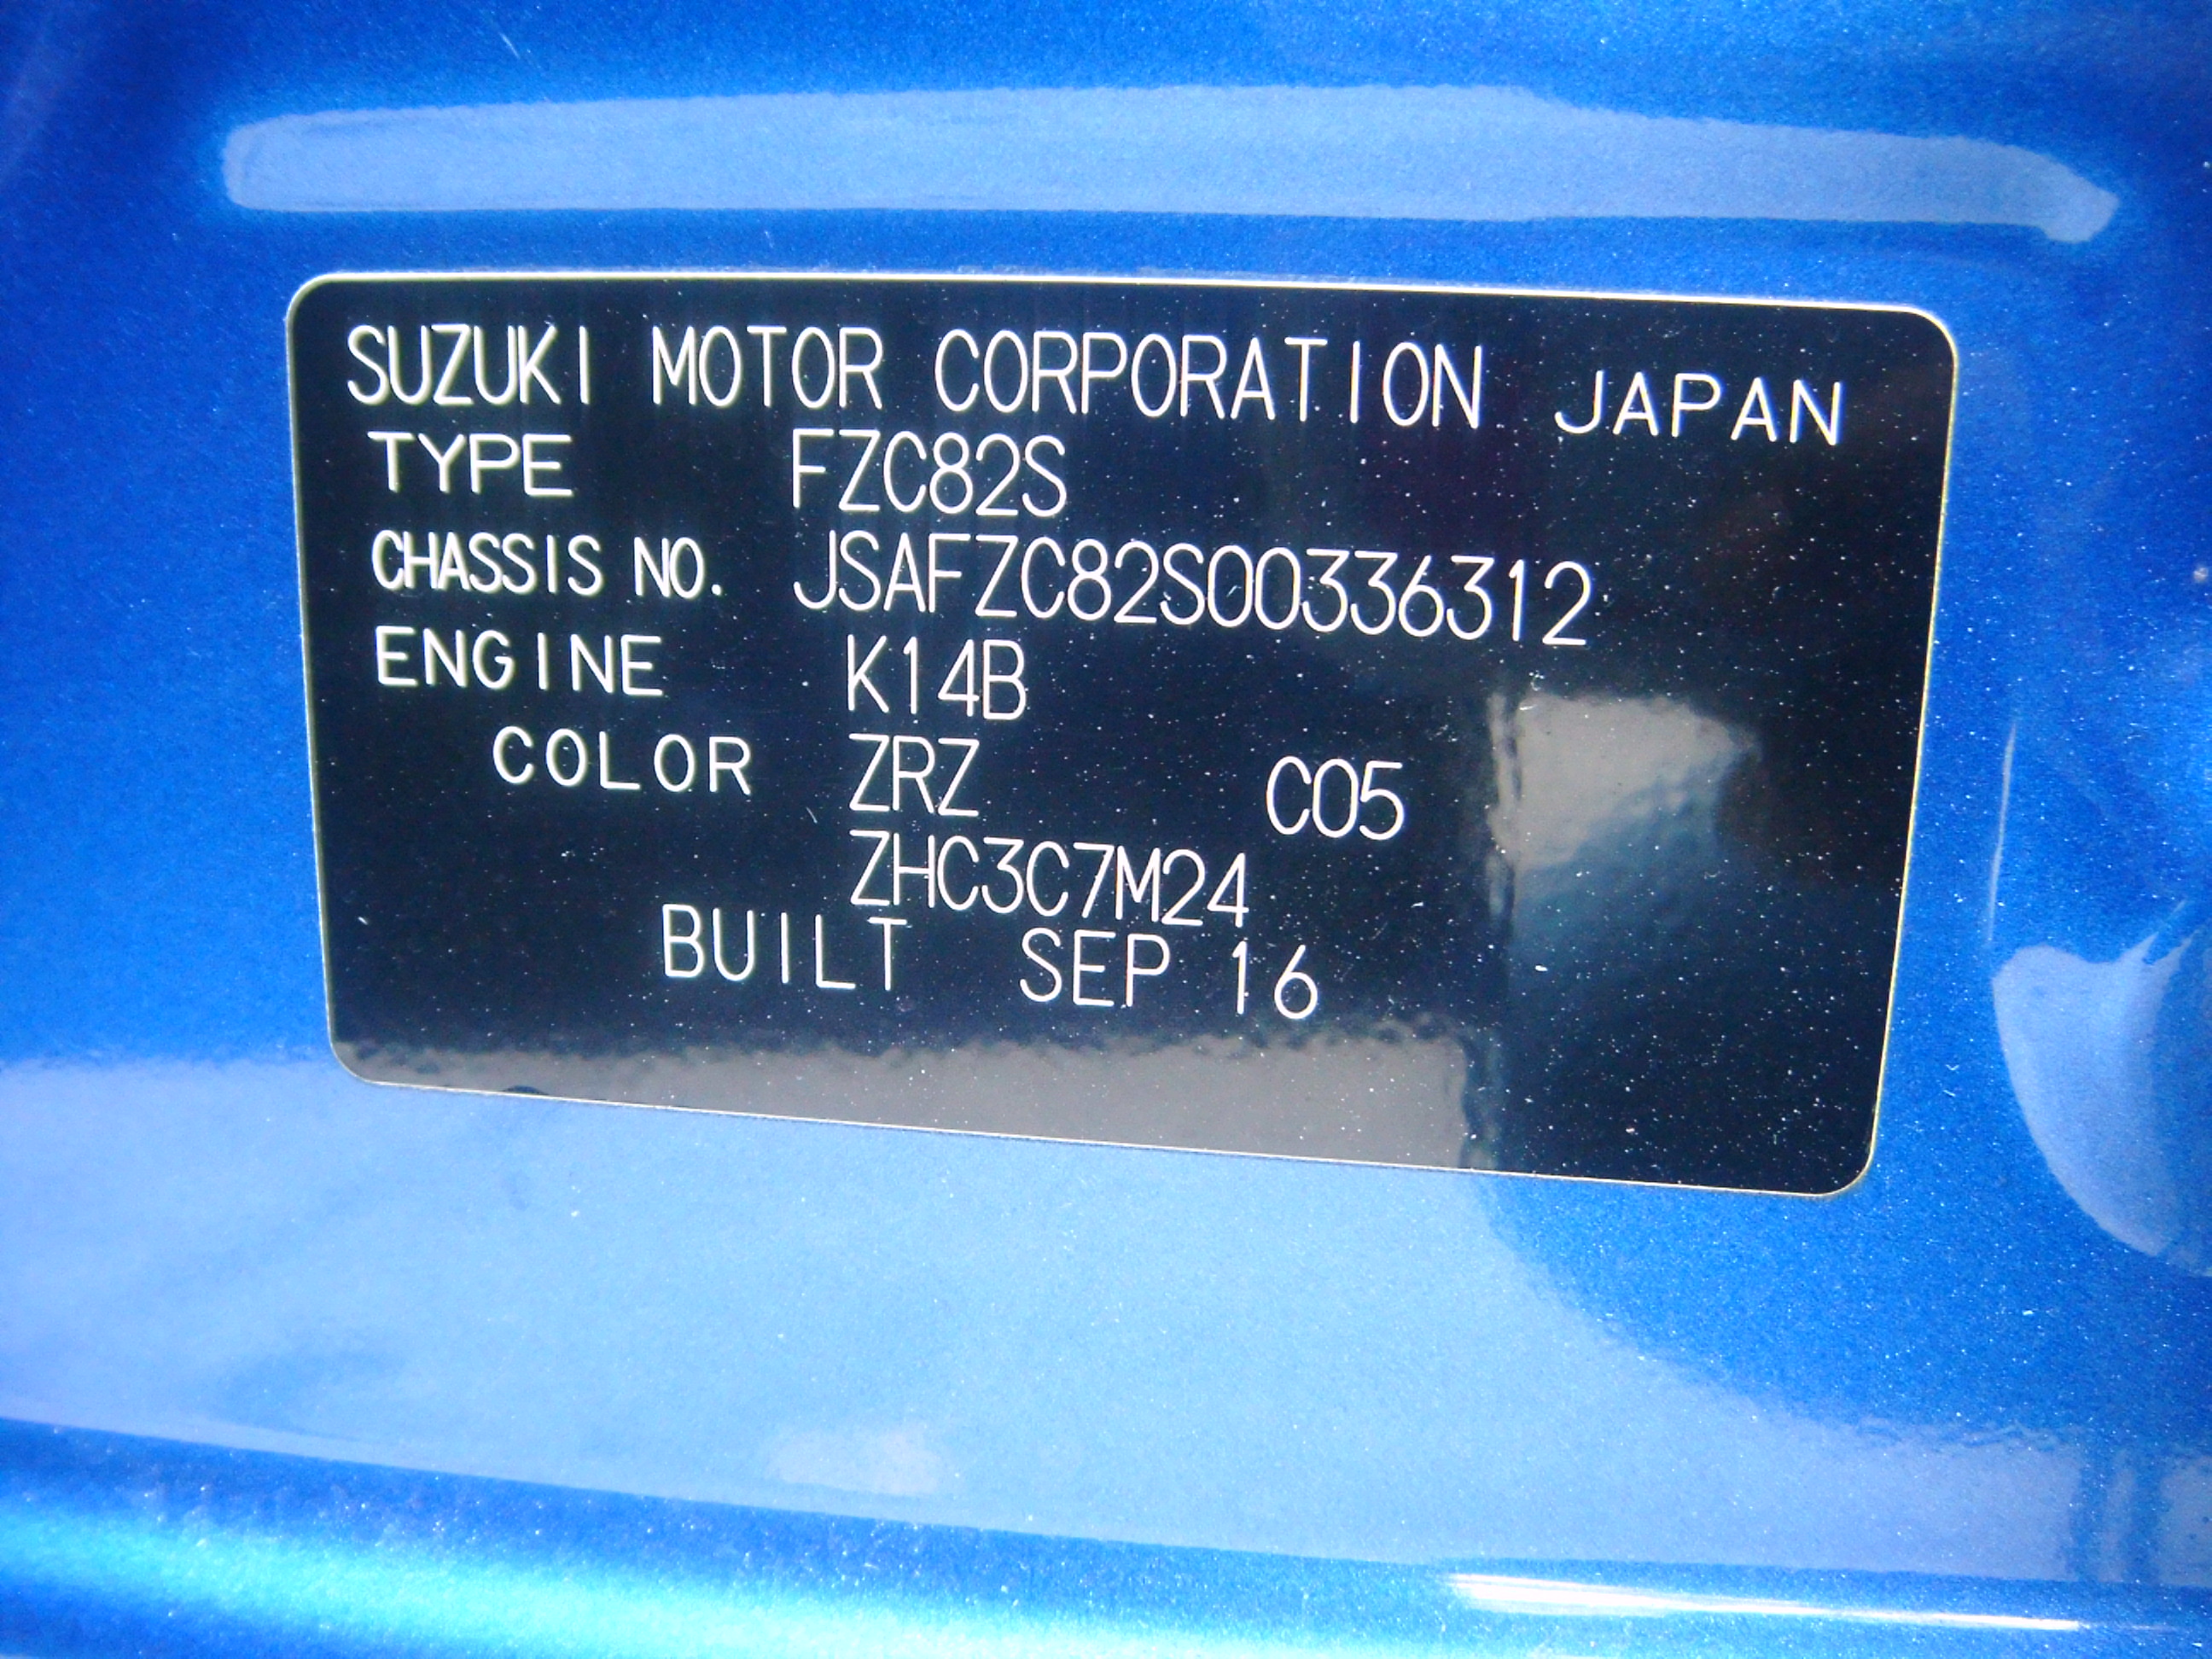 SUZUKI MOTOR CORPORATION JAPAN
TYPE FZC82S
CHASSIS NO. JSAFZC82S00336312
ENGINE K14B
COLOR ZRZ C05
ZHC3C7M24
BUILT SEP 16